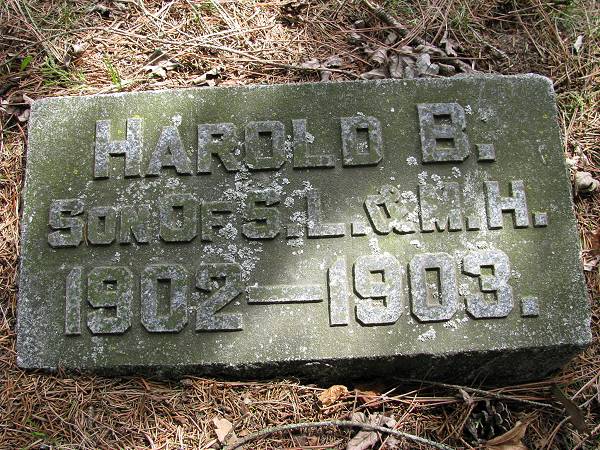 HAROLD B.
SON OF S. L. & M. H.
1902—1903.